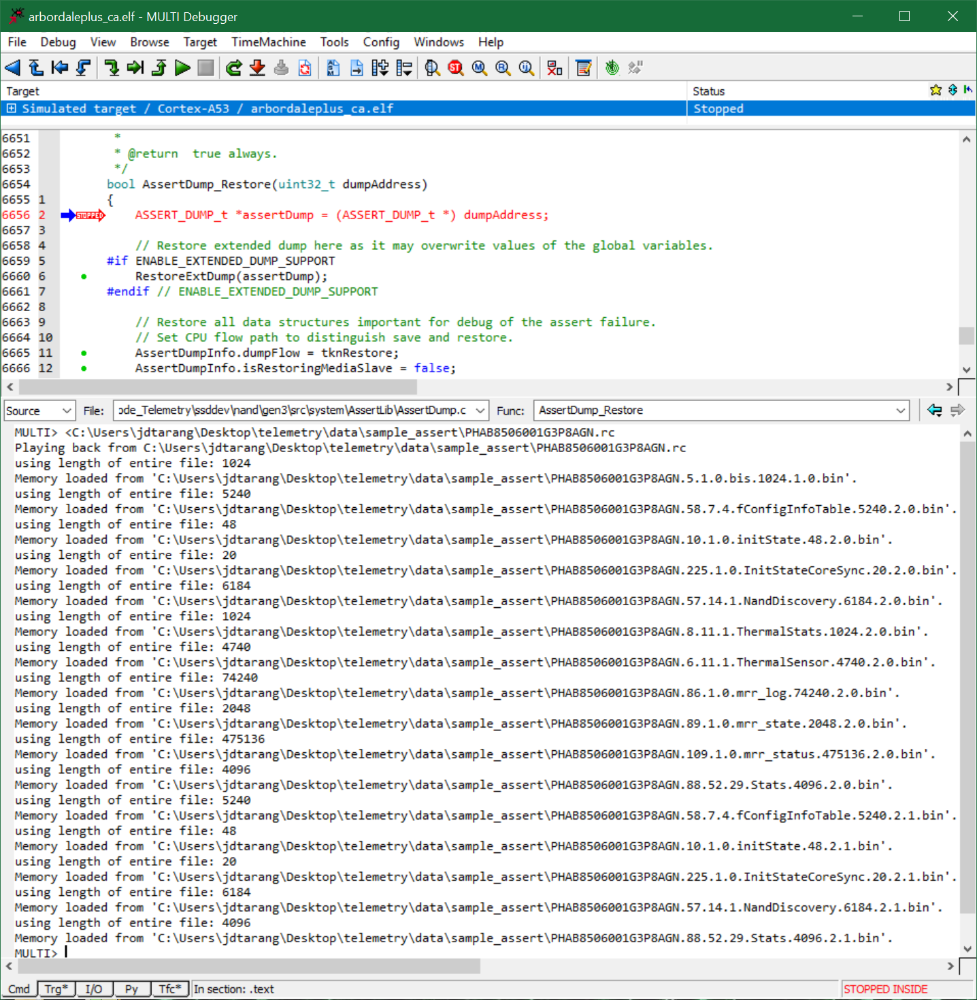 arbordaleplus_ca.elf - MULTI Debugger
File Debug View Browse Target TimeMachine Tools Config Windows Help
Target Status
Simulated target / Cortex-A53 / arbordaleplus_ca.elf Stopped
6651 *
6652 * @return  true always.
6653 */
6654 bool AssertDump_Restore(uint32_t dumpAddress)
6655 1 {
6656 2 STOPPED ASSERT_DUMP_t *assertDump = (ASSERT_DUMP_t *) dumpAddress;
6657 3
6658 4 // Restore extended dump here as it may overwrite values of the global variables.
6659 5 #if ENABLE_EXTENDED_DUMP_SUPPORT
6660 6 RestoreExtDump(assertDump);
6661 7 #endif // ENABLE_EXTENDED_DUMP_SUPPORT
6662 8
6663 9 // Restore all data structures important for debug of the assert failure.
6664 10 // Set CPU flow path to distinguish save and restore.
6665 11 AssertDumpInfo.dumpFlow = tknRestore;
6666 12 AssertDumpInfo.isRestoringMediaSlave = false;
Source File: ode_Telemetry\ssddev\nand\gen3\src\system\AssertLib\AssertDump.c Func: AssertDump_Restore
MULTI> <C:\Users\jdtarang\Desktop\telemetry\data\sample_assert\PHAB8506001G3P8AGN.rc
Playing back from C:\Users\jdtarang\Desktop\telemetry\data\sample_assert\PHAB8506001G3P8AGN.rc
using length of entire file: 1024
Memory loaded from 'C:\Users\jdtarang\Desktop\telemetry\data\sample_assert\PHAB8506001G3P8AGN.5.1.0.bis.1024.1.0.bin'.
using length of entire file: 5240
Memory loaded from 'C:\Users\jdtarang\Desktop\telemetry\data\sample_assert\PHAB8506001G3P8AGN.58.7.4.fConfigInfoTable.5240.2.0.bin'.
using length of entire file: 48
Memory loaded from 'C:\Users\jdtarang\Desktop\telemetry\data\sample_assert\PHAB8506001G3P8AGN.10.1.0.initState.48.2.0.bin'.
using length of entire file: 20
Memory loaded from 'C:\Users\jdtarang\Desktop\telemetry\data\sample_assert\PHAB8506001G3P8AGN.225.1.0.InitStateCoreSync.20.2.0.bin'.
using length of entire file: 6184
Memory loaded from 'C:\Users\jdtarang\Desktop\telemetry\data\sample_assert\PHAB8506001G3P8AGN.57.14.1.NandDiscovery.6184.2.0.bin'.
using length of entire file: 1024
Memory loaded from 'C:\Users\jdtarang\Desktop\telemetry\data\sample_assert\PHAB8506001G3P8AGN.8.11.1.ThermalStats.1024.2.0.bin'.
using length of entire file: 4740
Memory loaded from 'C:\Users\jdtarang\Desktop\telemetry\data\sample_assert\PHAB8506001G3P8AGN.6.11.1.ThermalSensor.4740.2.0.bin'.
using length of entire file: 74240
Memory loaded from 'C:\Users\jdtarang\Desktop\telemetry\data\sample_assert\PHAB8506001G3P8AGN.86.1.0.mrr_log.74240.2.0.bin'.
using length of entire file: 2048
Memory loaded from 'C:\Users\jdtarang\Desktop\telemetry\data\sample_assert\PHAB8506001G3P8AGN.89.1.0.mrr_state.2048.2.0.bin'.
using length of entire file: 475136
Memory loaded from 'C:\Users\jdtarang\Desktop\telemetry\data\sample_assert\PHAB8506001G3P8AGN.109.1.0.mrr_status.475136.2.0.bin'.
using length of entire file: 4096
Memory loaded from 'C:\Users\jdtarang\Desktop\telemetry\data\sample_assert\PHAB8506001G3P8AGN.88.52.29.Stats.4096.2.0.bin'.
using length of entire file: 5240
Memory loaded from 'C:\Users\jdtarang\Desktop\telemetry\data\sample_assert\PHAB8506001G3P8AGN.58.7.4.fConfigInfoTable.5240.2.1.bin'.
using length of entire file: 48
Memory loaded from 'C:\Users\jdtarang\Desktop\telemetry\data\sample_assert\PHAB8506001G3P8AGN.10.1.0.initState.48.2.1.bin'.
using length of entire file: 20
Memory loaded from 'C:\Users\jdtarang\Desktop\telemetry\data\sample_assert\PHAB8506001G3P8AGN.225.1.0.InitStateCoreSync.20.2.1.bin'.
using length of entire file: 6184
Memory loaded from 'C:\Users\jdtarang\Desktop\telemetry\data\sample_assert\PHAB8506001G3P8AGN.57.14.1.NandDiscovery.6184.2.1.bin'.
using length of entire file: 4096
Memory loaded from 'C:\Users\jdtarang\Desktop\telemetry\data\sample_assert\PHAB8506001G3P8AGN.88.52.29.Stats.4096.2.1.bin'.
MULTI>
Cmd Trg* I/O Py Tfc* In section: .text STOPPED INSIDE